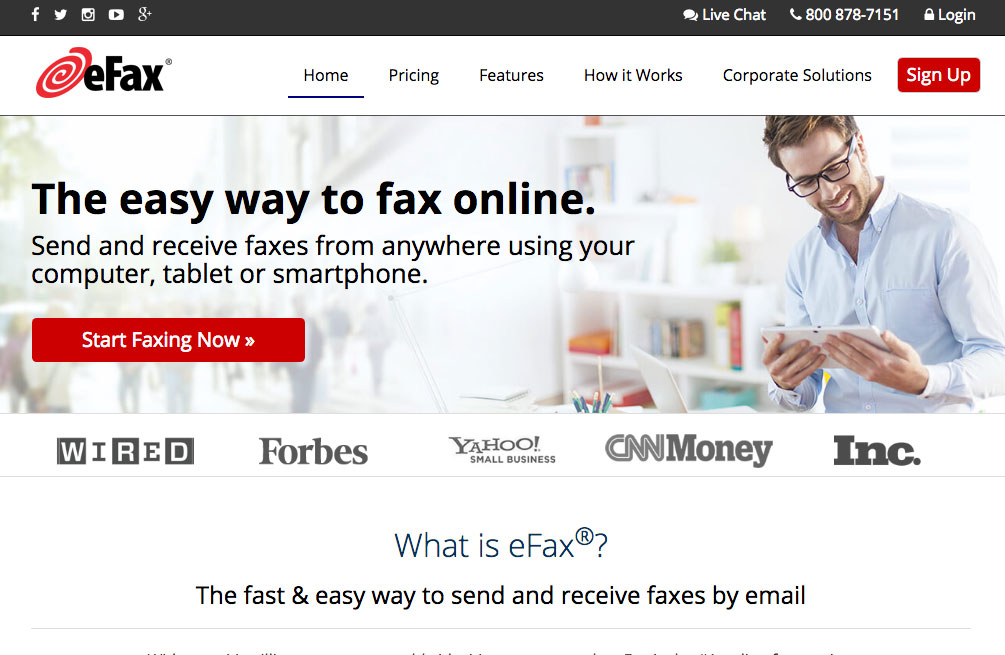 Live Chat 800 878-7151 Login
eFax®
Home Pricing Features How it Works Corporate Solutions Sign Up
The easy way to fax online.
Send and receive faxes from anywhere using your
computer, tablet or smartphone.
Start Faxing Now »
WIRED Forbes YAHOO! SMALL BUSINESS CNNMoney Inc.
What is eFax®?
The fast & easy way to send and receive faxes by email